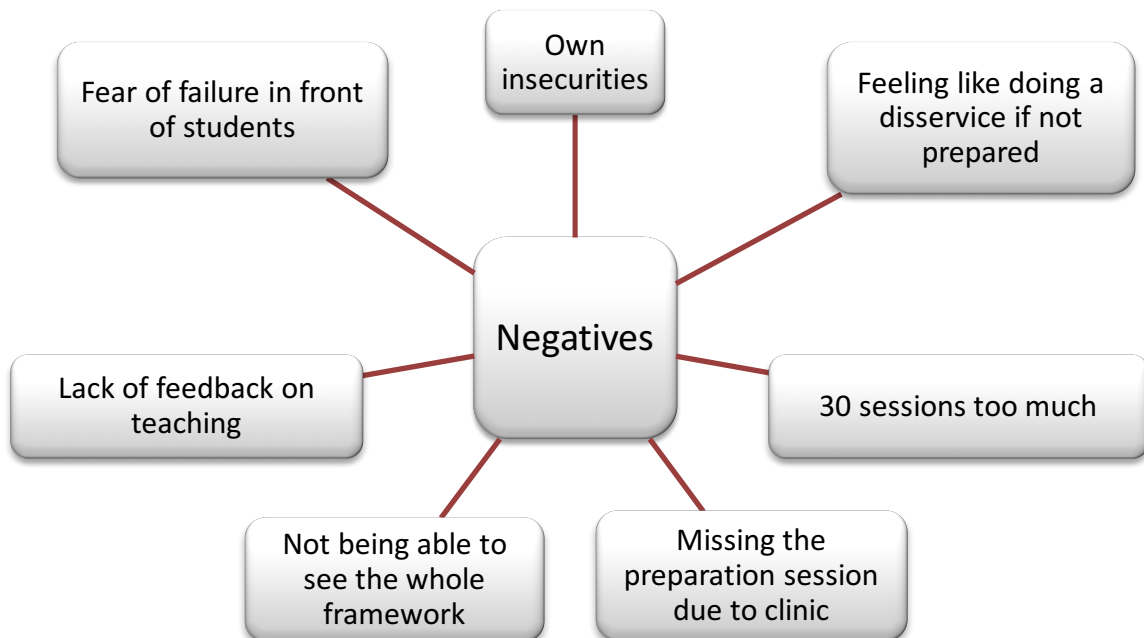 Own
insecurities
Fear of failure in front
of students
Feeling like doing a
disservice if not
prepared
Negatives
Lack of feedback on
teaching
30 sessions too much
Not being able to
see the whole
framework
Missing the
preparation session
due to clinic